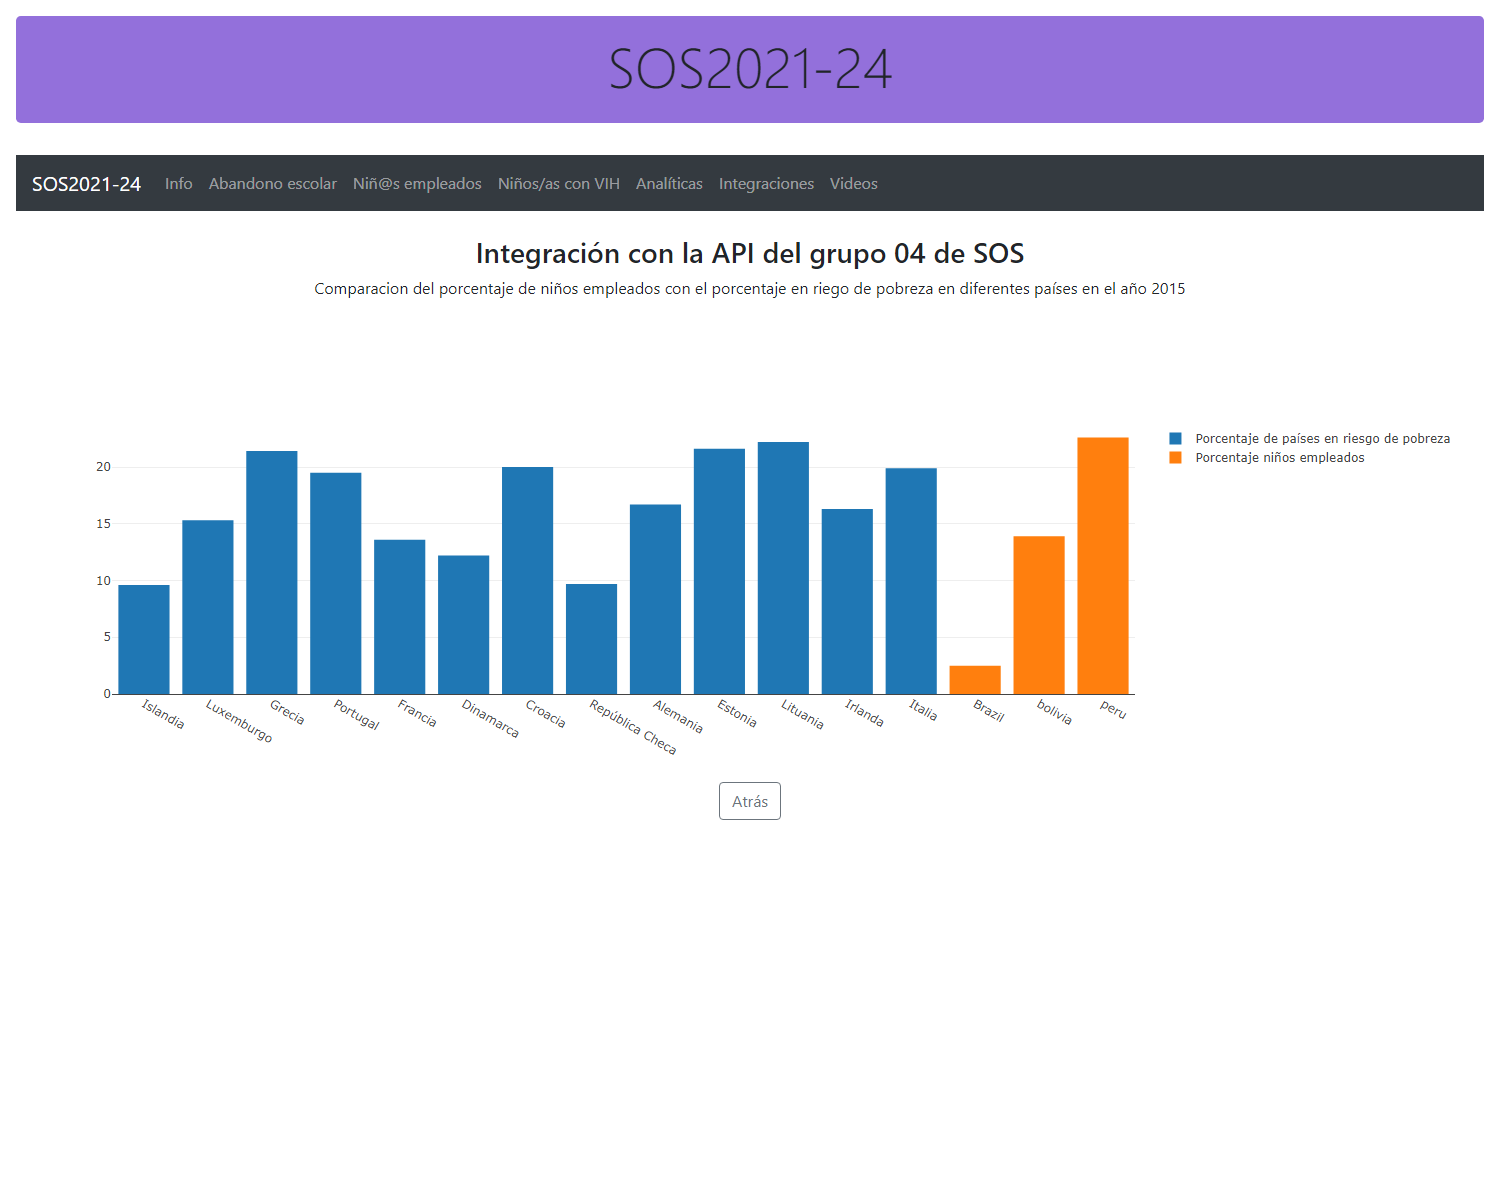 SOS2021-24
SOS2021-24 Info Abandono escolar Niñ@s empleados Niños/as con VIH Analíticas Integraciones Videos
Integración con la API del grupo 04 de SOS
Comparacion del porcentaje de niños empleados con el porcentaje en riego de pobreza en diferentes países en el año 2015
Porcentaje de países en riesgo de pobreza
Porcentaje niños empleados
20
15
10
5
0
Islandia Luxemburgo Grecia Portugal Francia Dinamarca Croacia República Checa Alemania Estonia Lituania Irlanda Italia Brazil bolivia peru
Atrás